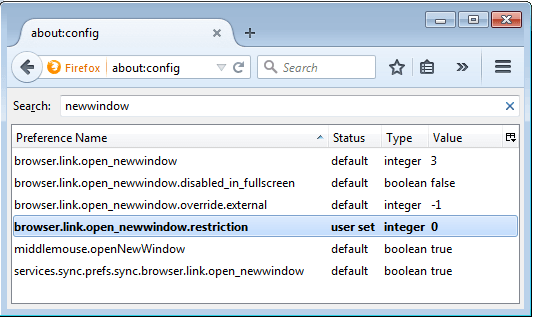 about:config
Firefox about:config Search
Search: newwindow
Preference Name Status Type Value
browser.link.open_newwindow default integer 3
browser.link.open_newwindow.disabled_in_fullscreen default boolean false
browser.link.open_newwindow.override.external default integer -1
browser.link.open_newwindow.restriction user set integer 0
middlemouse.openNewWindow default boolean true
services.sync.prefs.sync.browser.link.open_newwindow default boolean true